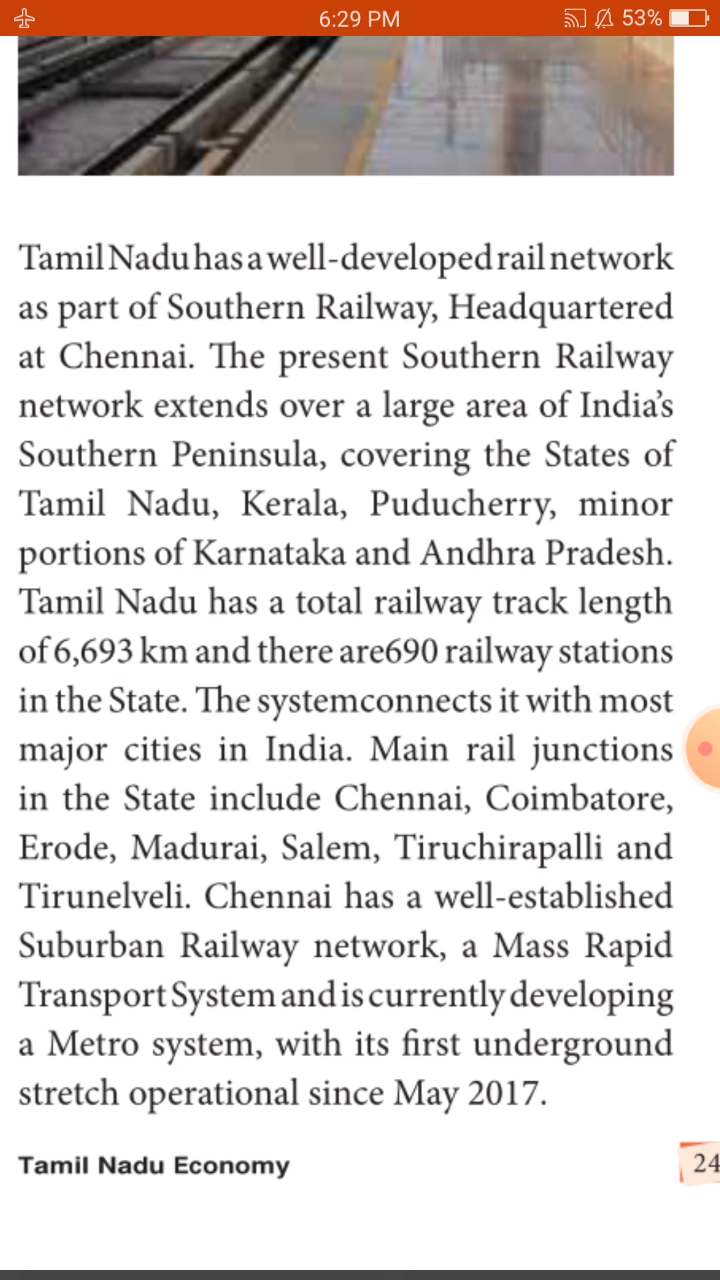 6:29 PM
53%
Tamil Nadu has a well-developed rail network
as part of Southern Railway, Headquartered
at Chennai. The present Southern Railway
network extends over a large area of India's
Southern Peninsula, covering the States of
Tamil Nadu, Kerala, Puducherry, minor
portions of Karnataka and Andhra Pradesh.
Tamil Nadu has a total railway track length
of 6,693 km and there are690 railway stations
in the State. The systemconnects it with most
major cities in India. Main rail junctions
in the State include Chennai, Coimbatore,
Erode, Madurai, Salem, Tiruchirapalli and
Tirunelveli. Chennai has a well-established
Suburban Railway network, a Mass Rapid
Transport System and is currently developing
a Metro system, with its first underground
stretch operational since May 2017.
Tamil Nadu Economy